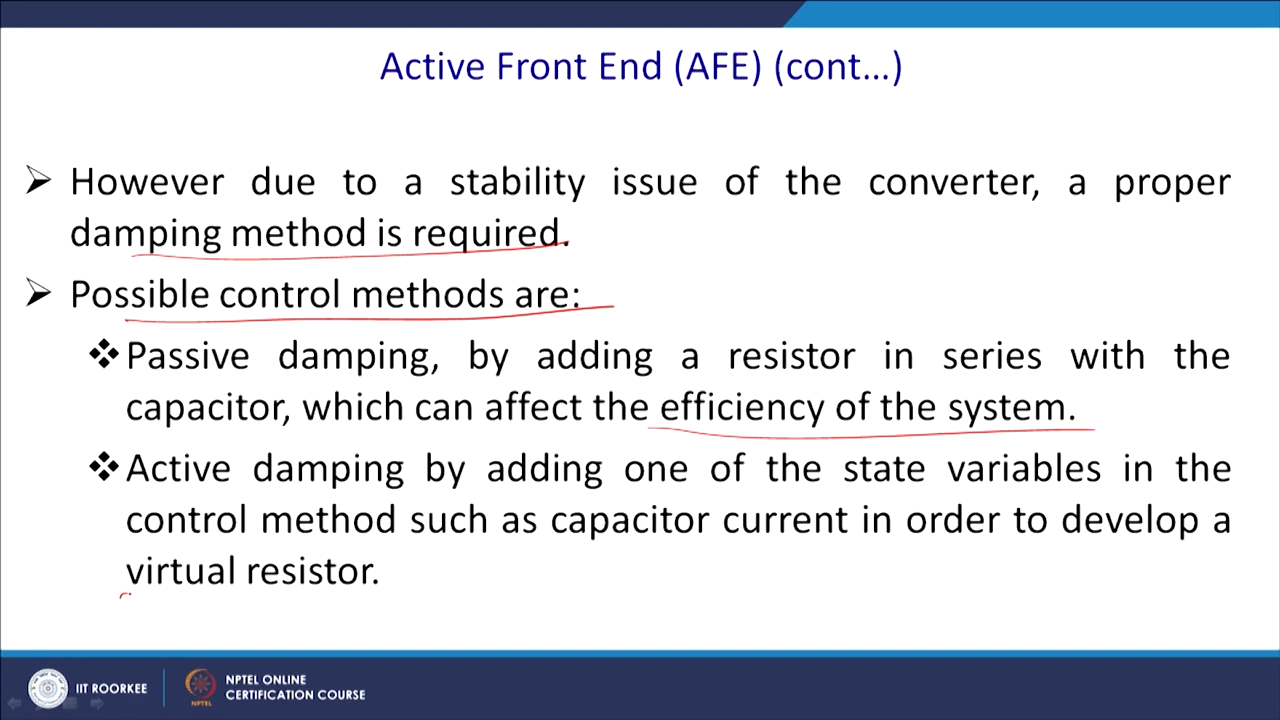 Active Front End (AFE) (cont…)
➢ However due to a stability issue of the converter, a proper
damping method is required.
➢ Possible control methods are:
❖Passive damping, by adding a resistor in series with the
capacitor, which can affect the efficiency of the system.
❖Active damping by adding one of the state variables in the
control method such as capacitor current in order to develop a
virtual resistor.
IIT ROORKEE
NPTEL
NPTEL ONLINE
CERTIFICATION COURSE